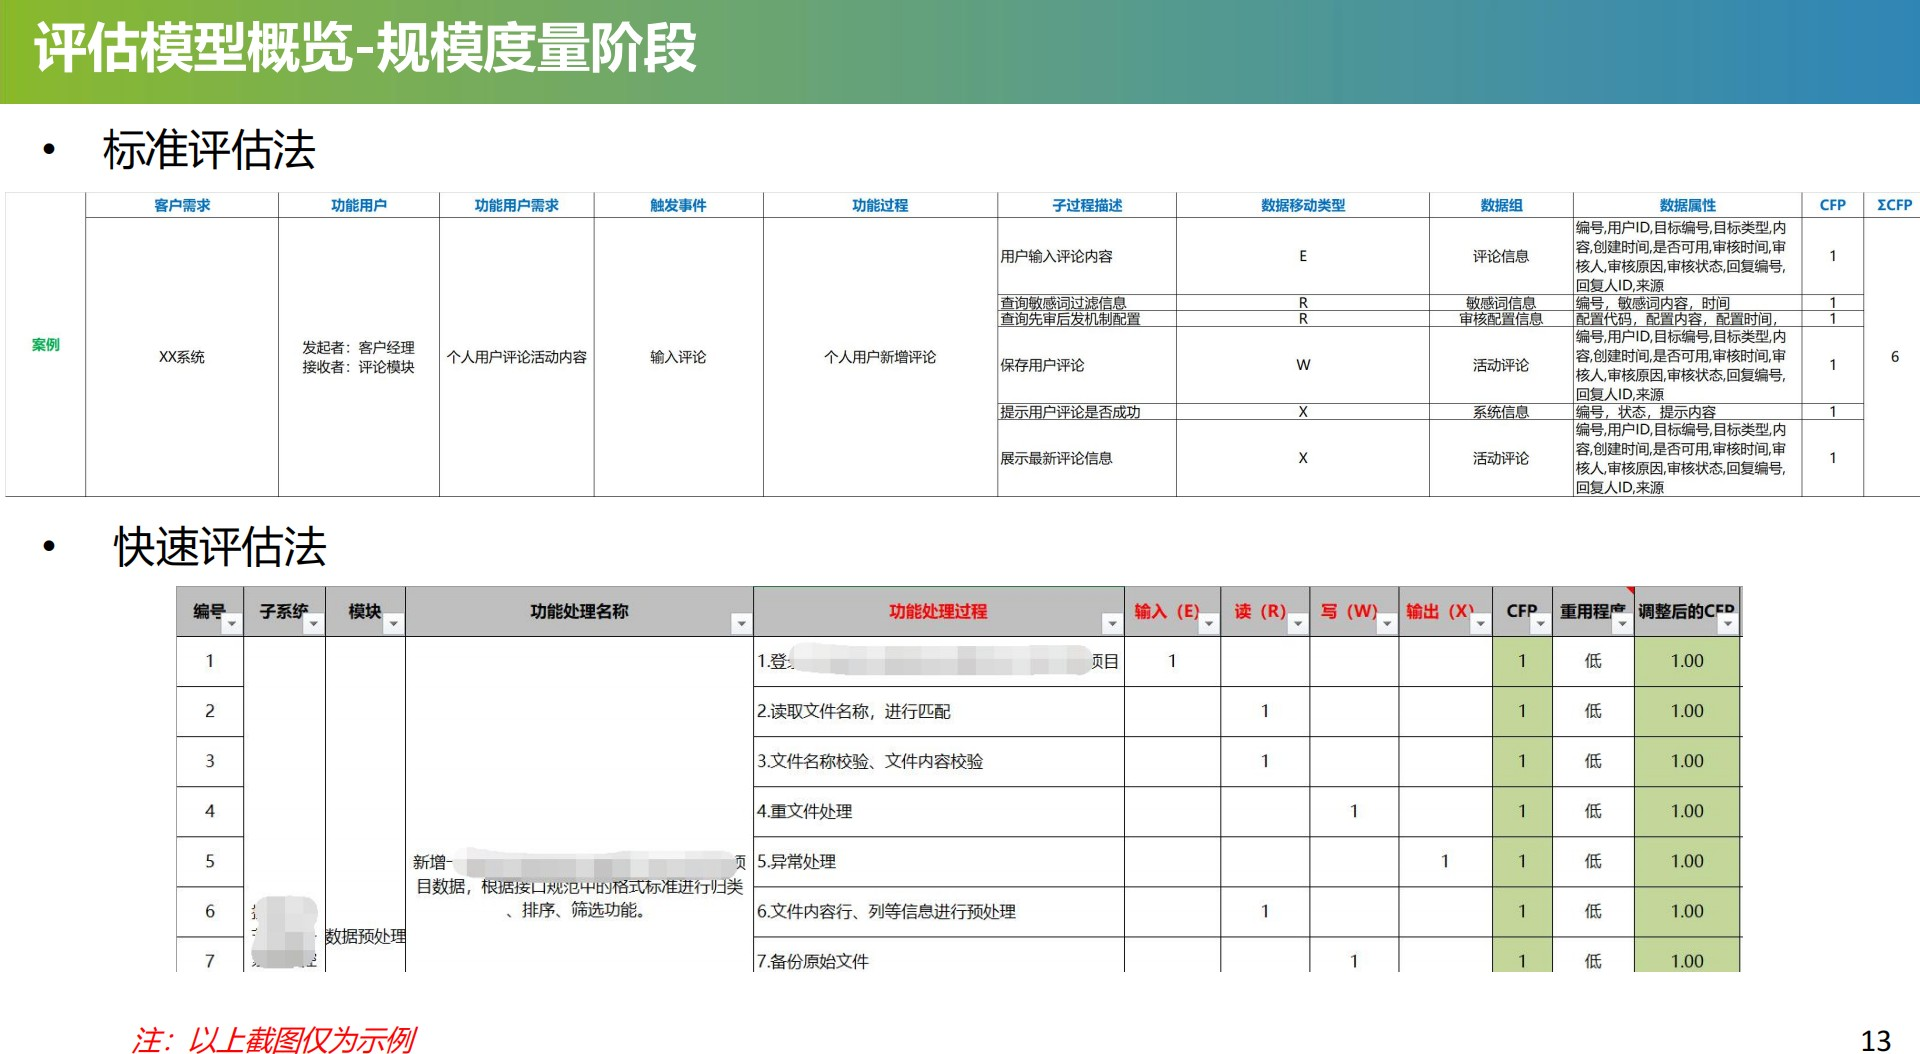 评估模型概览-规模度量阶段
• 标准评估法
客户需求 功能用户 功能用户需求 触发事件 功能过程 子过程描述 数据移动类型 数据组 数据属性 CFP ΣCFP
案例
XX系统
发起者：客户经理
接收者：评论模块
个人用户评论活动内容
输入评论
个人用户新增评论
用户输入评论内容 E 评论信息
编号,用户ID,目标编号,目标类型,内
容,创建时间,是否可用,审核时间,审
核人,审核原因,审核状态,回复编号,
回复人ID,来源
1
查询敏感词过滤信息 R 敏感词信息 编号，敏感词内容，时间 1
查询先审后发机制配置 R 审核配置信息 配置代码，配置内容，配置时间， 1
保存用户评论 W 活动评论
编号,用户ID,目标编号,目标类型,内
容,创建时间,是否可用,审核时间,审
核人,审核原因,审核状态,回复编号,
回复人ID,来源
1
6
提示用户评论是否成功 X 系统信息 编号，状态，提示内容 1
展示最新评论信息 X 活动评论
编号,用户ID,目标编号,目标类型,内
容,创建时间,是否可用,审核时间,审
核人,审核原因,审核状态,回复编号,
回复人ID,来源
1
• 快速评估法
编号 子系统 模块 功能处理名称 功能处理过程 输入（E） 读（R） 写（W） 输出（X） CFP 重用程度 调整后的CFP
1 1.登 项目 1 1 低 1.00
2 2.读取文件名称，进行匹配 1 1 低 1.00
3 3.文件名称校验、文件内容校验 1 1 低 1.00
4 4.重文件处理 1 1 低 1.00
5 5.异常处理 1 1 低 1.00
新增
目数据，根据接口规范中的格式标准进行归类
、排序、筛选功能。
6 6.文件内容行、列等信息进行预处理 1 1 低 1.00
数据预处理
7 7.备份原始文件 1 1 低 1.00
注：以上截图仅为示例
13